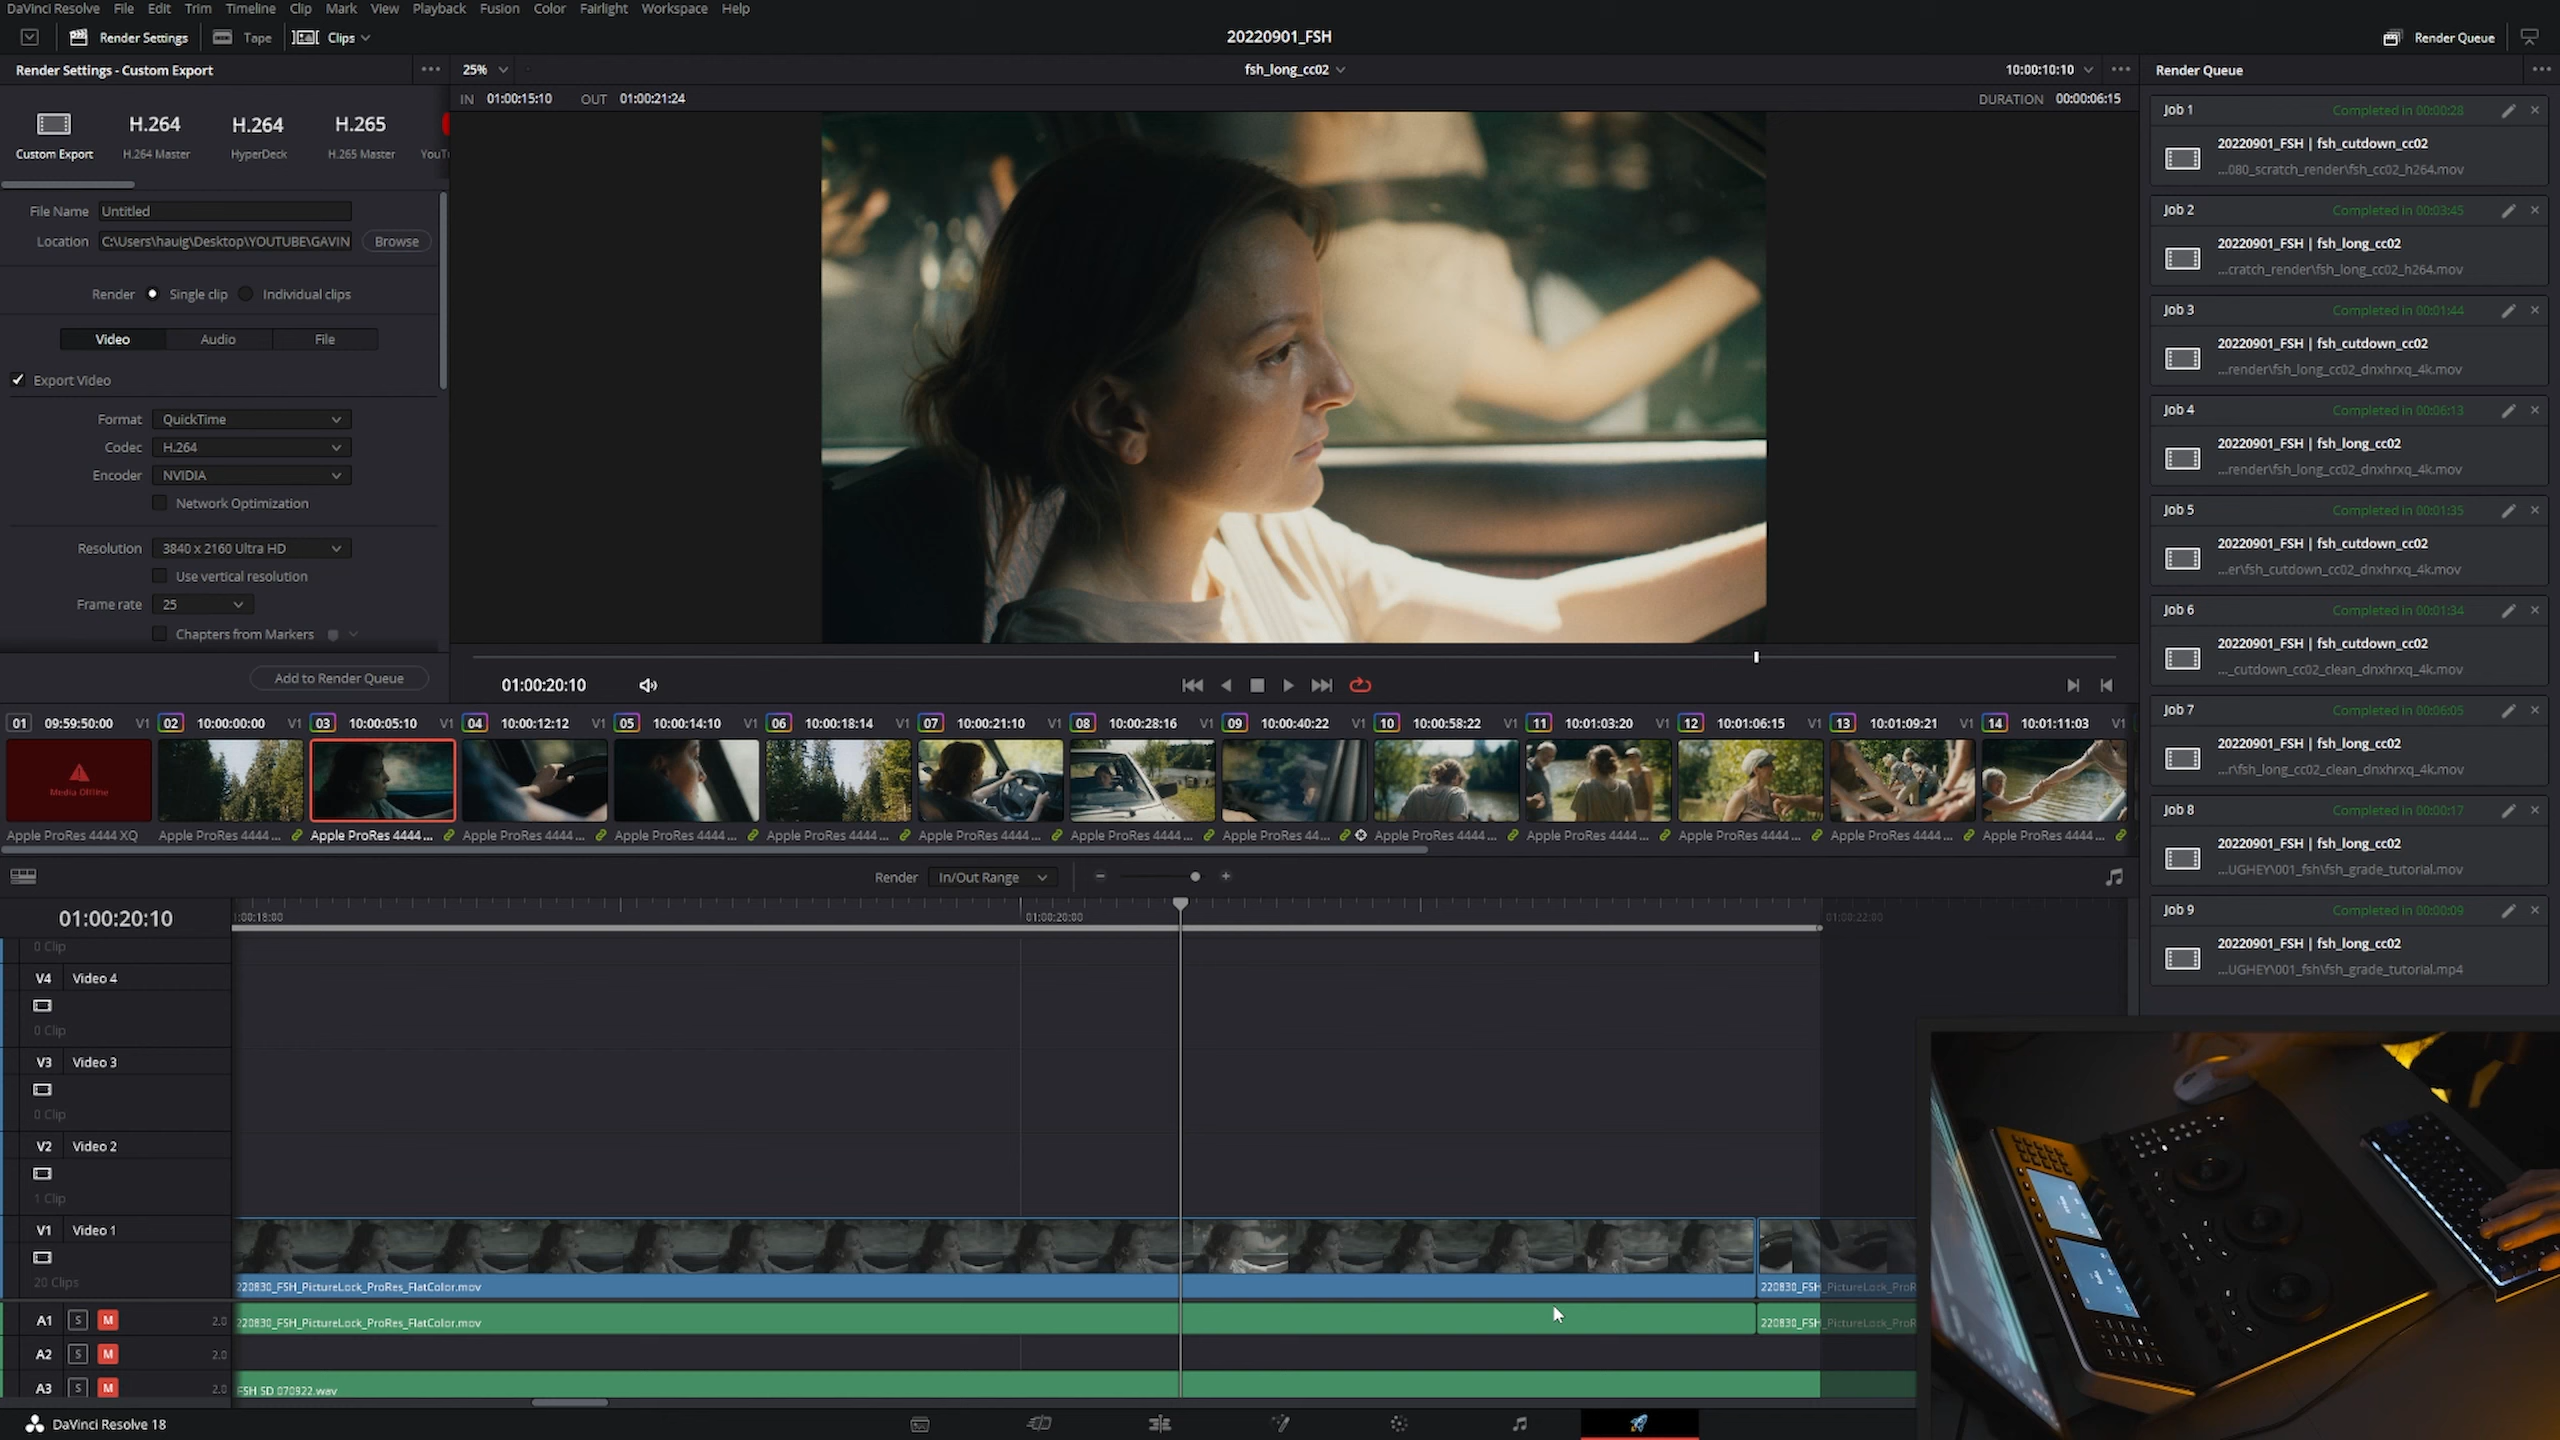 DaVinci Resolve File Edit Trim Timeline Clip Mark View Playback Fusion Color Fairlight Workspace Help
Render Settings Tape Clips 20220901_FSH Render Queue
Render Settings - Custom Export 25% fsh_long_cc02 10:00:10:10 Render Queue
IN 01:00:15:10 OUT 01:00:21:24 DURATION 00:00:06:15
H.264 H.264 H.265
Custom Export H.264 Master HyperDeck H.265 Master YouT
File Name Untitled
Location C:\Users\hauig\Desktop\YOUTUBE\GAVIN Browse
Render Single clip Individual clips
Video Audio File
Export Video
Format QuickTime
Codec H.264
Encoder NVIDIA
Network Optimization
Resolution 3840 x 2160 Ultra HD
Use vertical resolution
Frame rate 25
Chapters from Markers
Add to Render Queue
01:00:20:10
Job 1 Completed in 00:00:28
20220901_FSH | fsh_cutdown_cc02
...080_scratch_render\fsh_cc02_h264.mov
Job 2 Completed in 00:03:45
20220901_FSH | fsh_long_cc02
...cratch_render\fsh_long_cc02_h264.mov
Job 3 Completed in 00:01:44
20220901_FSH | fsh_cutdown_cc02
...render\fsh_long_cc02_dnxhrxq_4k.mov
Job 4 Completed in 00:06:13
20220901_FSH | fsh_long_cc02
...render\fsh_long_cc02_dnxhrxq_4k.mov
Job 5 Completed in 00:01:35
20220901_FSH | fsh_cutdown_cc02
...er\fsh_cutdown_cc02_dnxhrxq_4k.mov
Job 6 Completed in 00:01:34
20220901_FSH | fsh_cutdown_cc02
..._cutdown_cc02_clean_dnxhrxq_4k.mov
Job 7 Completed in 00:06:05
20220901_FSH | fsh_long_cc02
...r\fsh_long_cc02_clean_dnxhrxq_4k.mov
Job 8 Completed in 00:00:17
20220901_FSH | fsh_long_cc02
...UGHEY\001_fsh\fsh_grade_tutorial.mov
Job 9 Completed in 00:00:09
20220901_FSH | fsh_long_cc02
...UGHEY\001_fsh\fsh_grade_tutorial.mp4
01 09:59:50:00 V1 02 10:00:00:00 V1 03 10:00:05:10 V1 04 10:00:12:12 V1 05 10:00:14:10 V1 06 10:00:18:14 V1 07 10:00:21:10 V1 08 10:00:28:16 V1 09 10:00:40:22 V1 10 10:00:58:22 V1 11 10:01:03:20 V1 12 10:01:06:15 V1 13 10:01:09:21 V1 14 10:01:11:03 V1
Media Offline
Apple ProRes 4444 XQ Apple ProRes 4444 ... Apple ProRes 4444 ... Apple ProRes 4444 ... Apple ProRes 4444 ... Apple ProRes 4444 ... Apple ProRes 4444 ... Apple ProRes 4444 ... Apple ProRes 44... Apple ProRes 4444 ... Apple ProRes 4444 ... Apple ProRes 4444 ... Apple ProRes 4444 ... Apple ProRes 4444 ...
Render In/Out Range
01:00:20:10 1:00:18:00 01:00:20:00 01:00:22:00
0 Clip
V4 Video 4
0 Clip
V3 Video 3
0 Clip
V2 Video 2
1 Clip
V1 Video 1
20 Clips
220830_FSH_PictureLock_ProRes_FlatColor.mov 220830_FSH_PictureLock_ProR
A1 S M 2.0 220830_FSH_PictureLock_ProRes_FlatColor.mov 220830_FSH_PictureLock_ProR
A2 S M 2.0
A3 S M 2.0 FSH SD 070922.wav
DaVinci Resolve 18